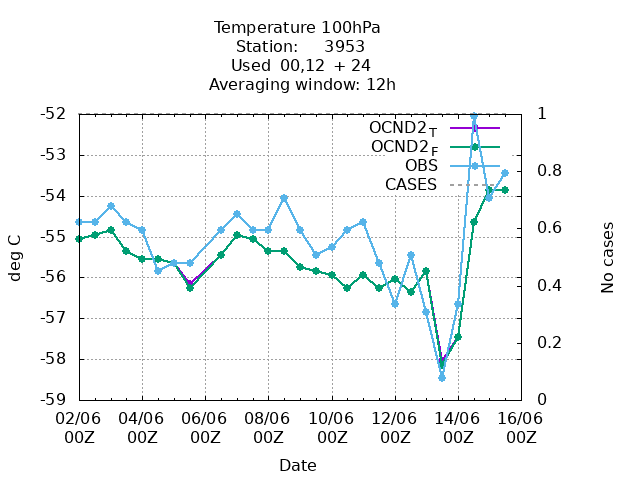 Temperature 100hPa
Station: 3953
Used 00,12 + 24
Averaging window: 12h
-52
-53
-54
-55
-56
-57
-58
-59
deg C
1
0.8
0.6
0.4
0.2
0
No cases
OCND2T
OCND2F
OBS
CASES
02/06 04/06 06/06 08/06 10/06 12/06 14/06 16/06
00Z 00Z 00Z 00Z 00Z 00Z 00Z 00Z
Date